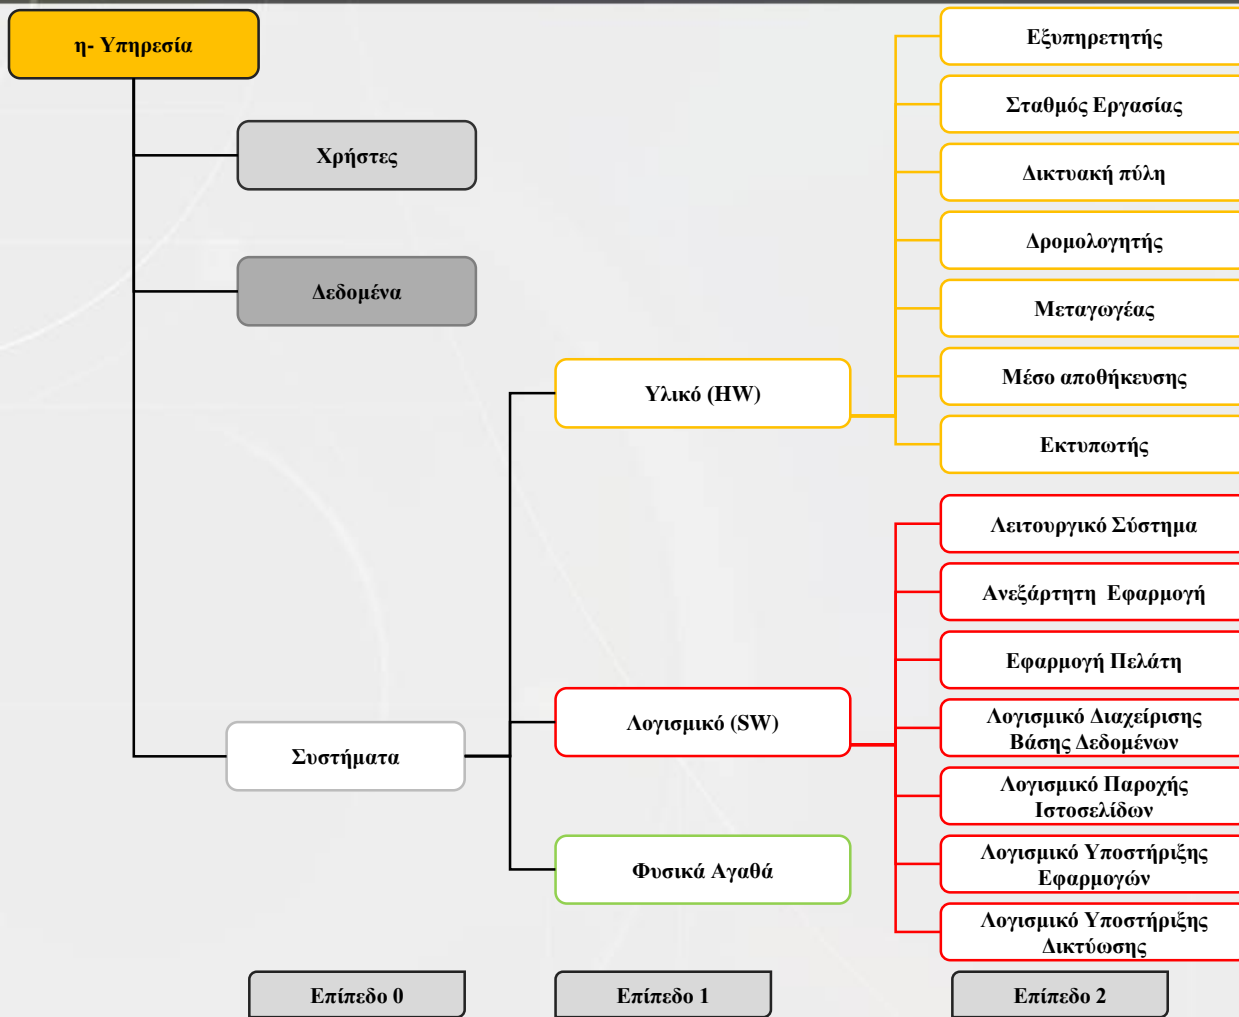 η- Υπηρεσία
Χρήστες
Δεδομένα
Συστήματα
Υλικό (HW)
Λογισμικό (SW)
Φυσικά Αγαθά
Εξυπηρετητής
Σταθμός Εργασίας
Δικτυακή πύλη
Δρομολογητής
Μεταγωγέας
Μέσο αποθήκευσης
Εκτυπωτής
Λειτουργικό Σύστημα
Ανεξάρτητη Εφαρμογή
Εφαρμογή Πελάτη
Λογισμικό Διαχείρισης
Βάσης Δεδομένων
Λογισμικό Παροχής
Ιστοσελίδων
Λογισμικό Υποστήριξης
Εφαρμογών
Λογισμικό Υποστήριξης
Δικτύωσης
Επίπεδο 0
Επίπεδο 1
Επίπεδο 2